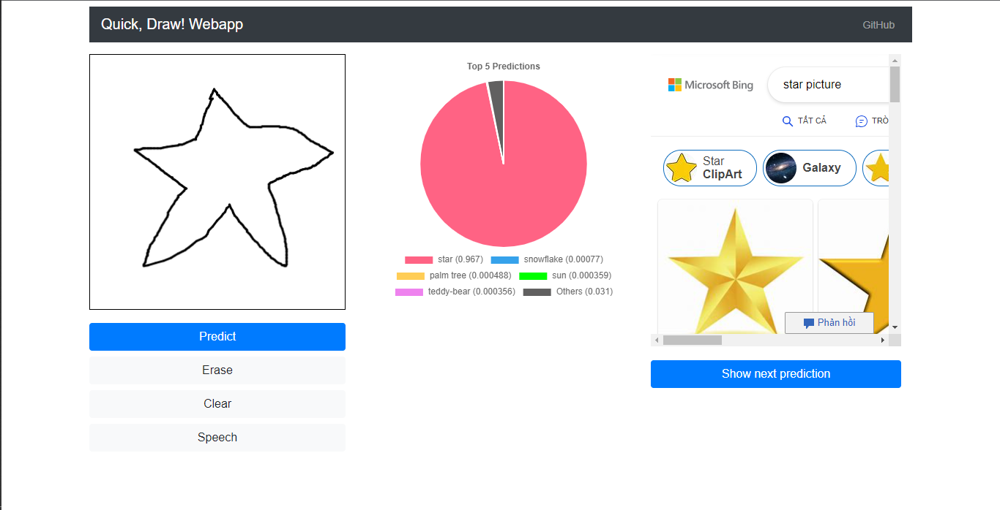 Quick, Draw! Webapp
GitHub
Predict
Erase
Clear
Speech
Top 5 Predictions
star (0.967) snowflake (0.00077)
palm tree (0.000488) sun (0.000359)
teddy-bear (0.000356) Others (0.031)
Microsoft Bing
star picture
TẤT CẢ TRÒ
Star
ClipArt
Galaxy
Phản hồi
Show next prediction